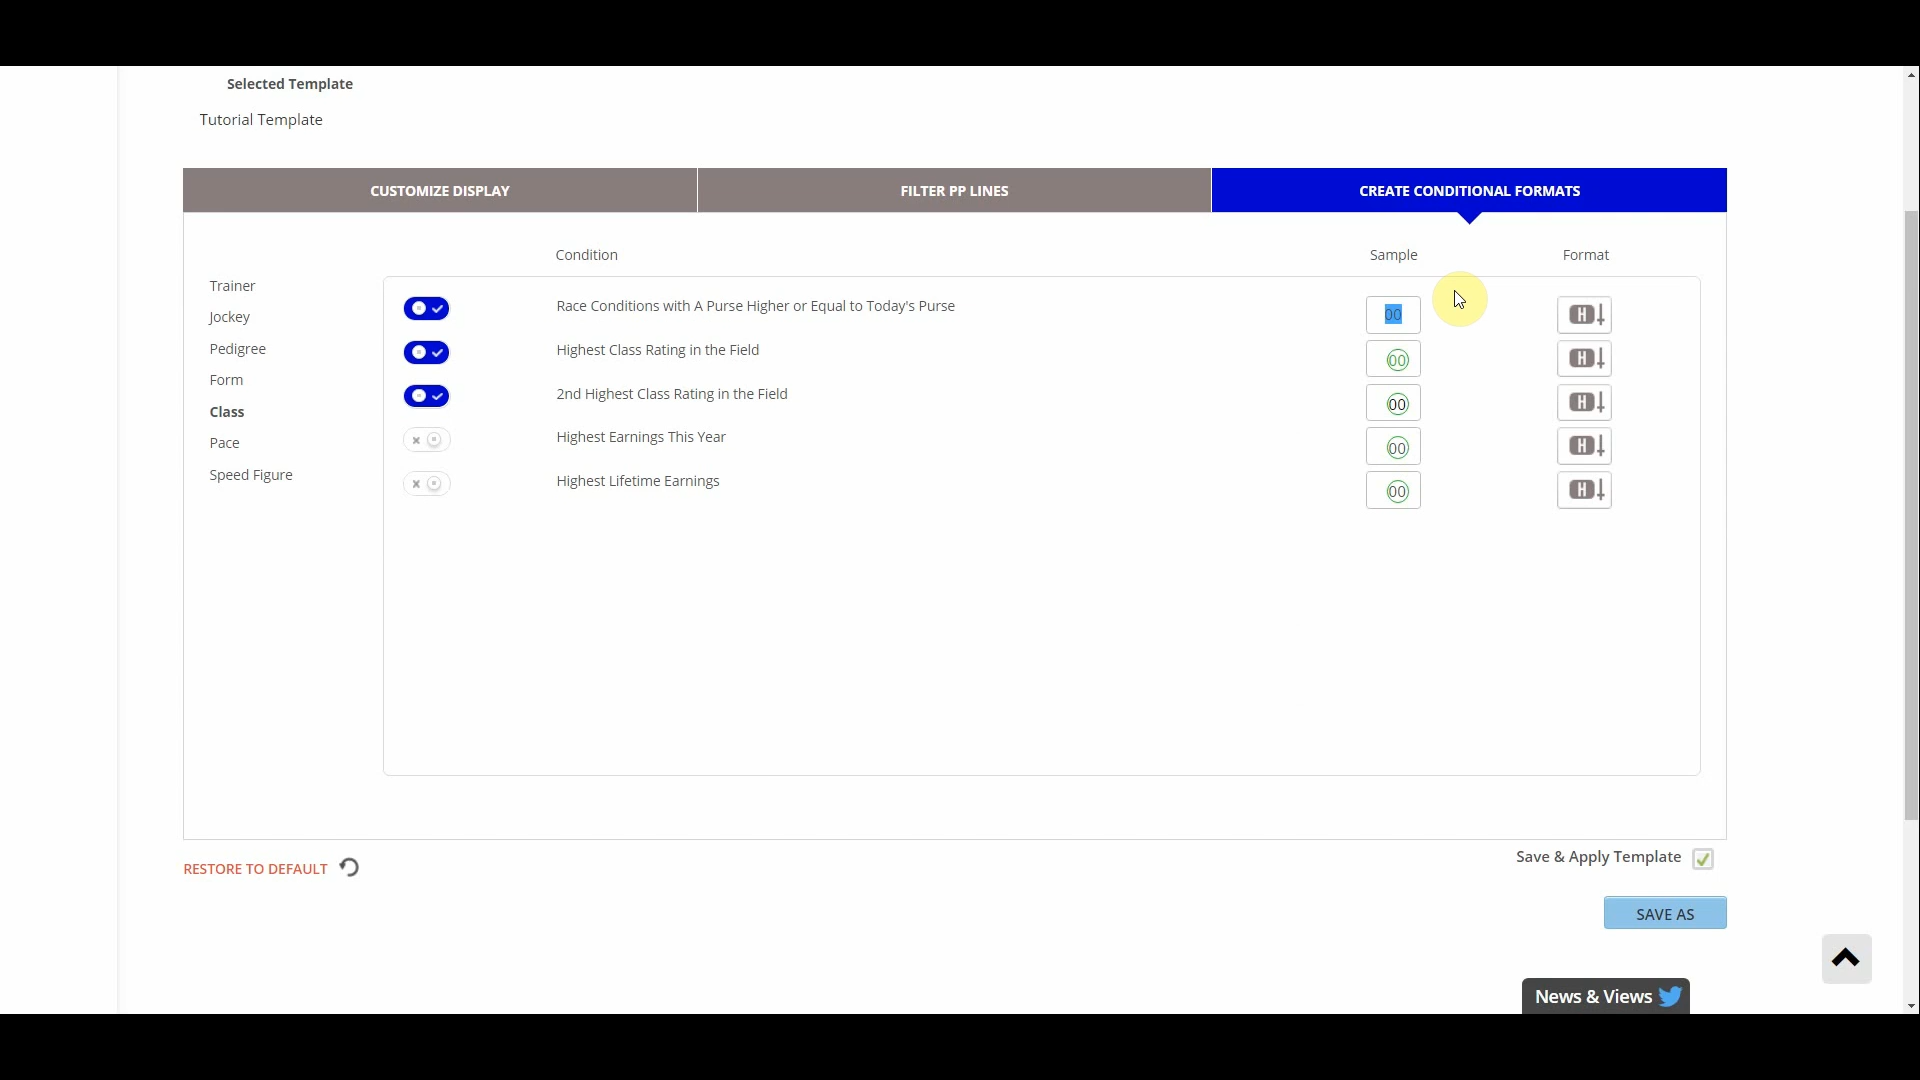 Selected Template
Tutorial Template
CUSTOMIZE DISPLAY FILTER PP LINES CREATE CONDITIONAL FORMATS
Condition Sample Format
Trainer
Jockey
Pedigree
Form
Class
Pace
Speed Figure
Race Conditions with A Purse Higher or Equal to Today's Purse 00 H
Highest Class Rating in the Field 00 H
2nd Highest Class Rating in the Field 00 H
Highest Earnings This Year 00 H
Highest Lifetime Earnings 00 H
RESTORE TO DEFAULT
Save & Apply Template
SAVE AS
News & Views